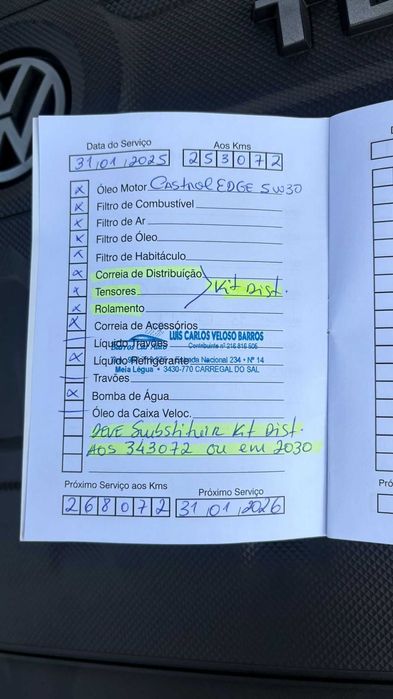 Data do Serviço Aos Kms
31 01 2025 253072
x Óleo Motor Castrol EDGE 5W30
x Filtro de Combustível
x Filtro de Ar
x Filtro de Óleo
x Filtro de Habitáculo
x Correia de Distribuição
x Tensores Kit Dist.
x Rolamento
x Correia de Acessórios
LUIS CARLOS VELOSO BARROS
Líquido Travões Contribuinte nº 216 816 505
x Líquido Refrigerante Estrada Nacional 234 • Nº 14
Meia Légua • 3430-770 CARREGAL DO SAL
Travões
x Bomba de Água
Óleo da Caixa Veloc.
DEVE Substituir Kit Dist.
AOS 343072 ou em 2030
Próximo Serviço aos Kms Próximo Serviço
268072 31 01 2026
Pró